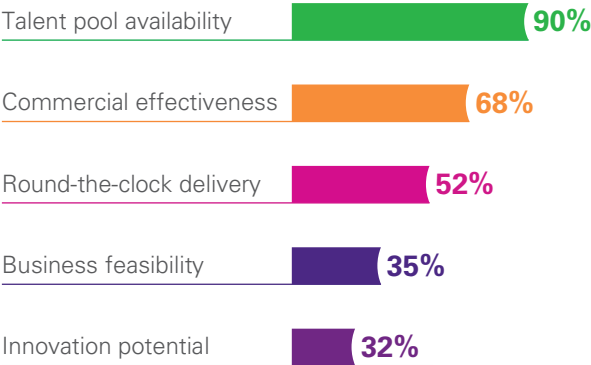 Talent pool availability 90%
Commercial effectiveness 68%
Round-the-clock delivery 52%
Business feasibility 35%
Innovation potential 32%